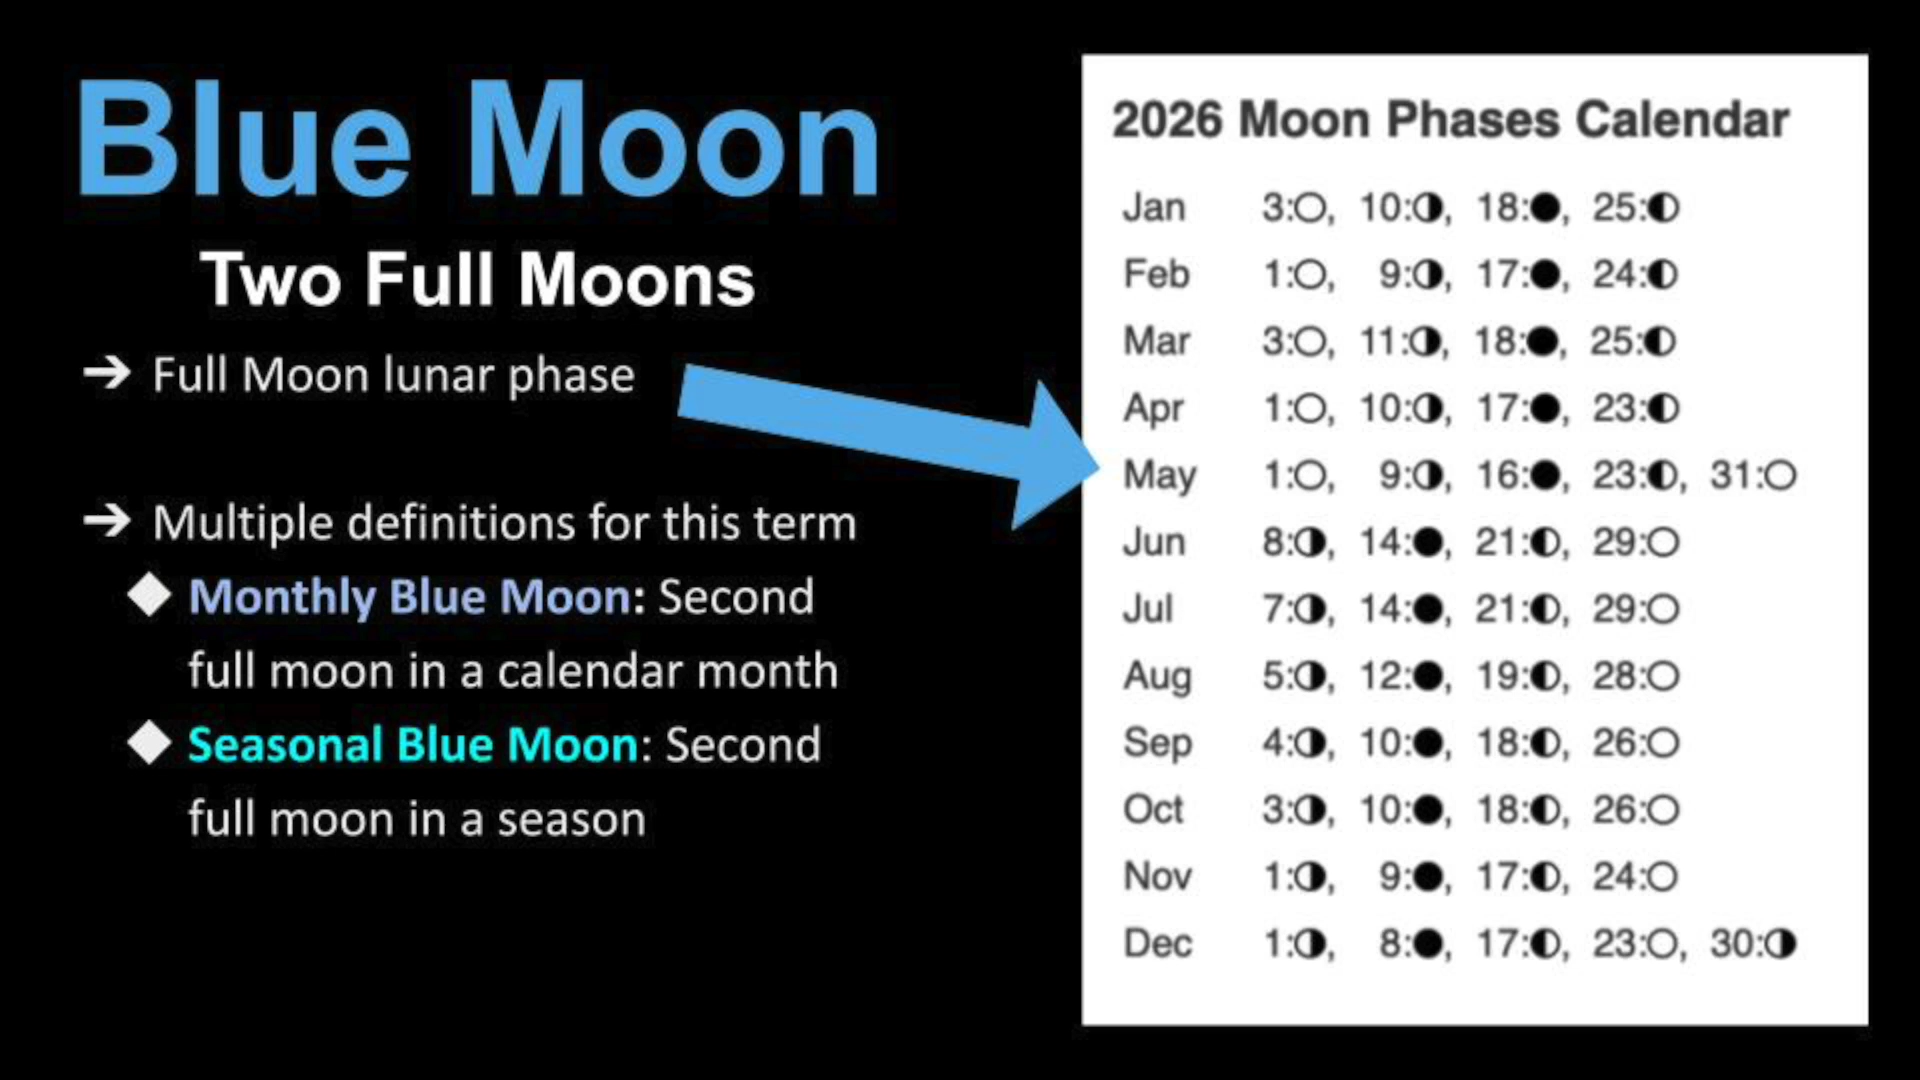 Blue Moon
Two Full Moons
➔ Full Moon lunar phase
➔ Multiple definitions for this term
◆ Monthly Blue Moon: Second
full moon in a calendar month
◆ Seasonal Blue Moon: Second
full moon in a season
2026 Moon Phases Calendar
Jan 3:○, 10:◑, 18:●, 25:◐
Feb 1:○, 9:◑, 17:●, 24:◐
Mar 3:○, 11:◑, 18:●, 25:◐
Apr 1:○, 10:◑, 17:●, 23:◐
May 1:○, 9:◑, 16:●, 23:◐, 31:○
Jun 8:◑, 14:●, 21:◐, 29:○
Jul 7:◑, 14:●, 21:◐, 29:○
Aug 5:◑, 12:●, 19:◐, 28:○
Sep 4:◑, 10:●, 18:◐, 26:○
Oct 3:◑, 10:●, 18:◐, 26:○
Nov 1:◑, 9:●, 17:◐, 24:○
Dec 1:◑, 8:●, 17:◐, 23:○, 30:◑